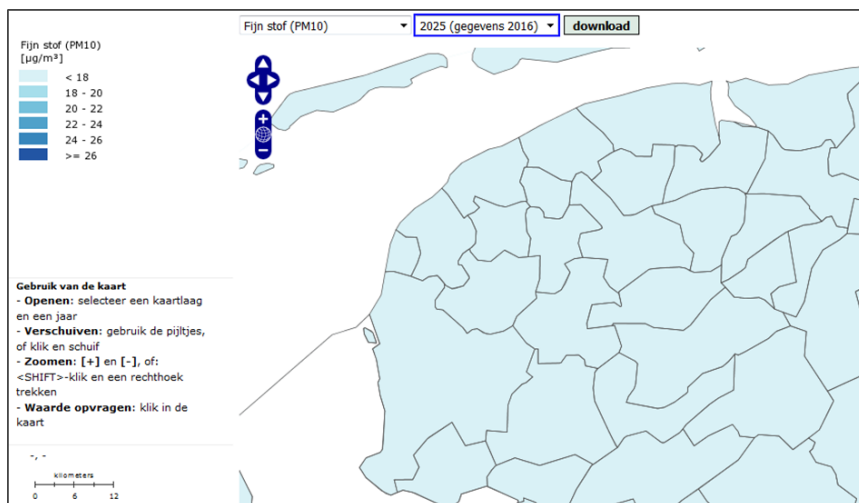 Fijn stof (PM10)
2025 (gegevens 2016)
download
Fijn stof (PM10)
[µg/m³]
< 18
18 - 20
20 - 22
22 - 24
24 - 26
>= 26
Gebruik van de kaart
- Openen: selecteer een kaartlaag
en een jaar
- Verschuiven: gebruik de pijltjes,
of klik en schuif
- Zoomen: [+] en [-], of:
<SHIFT>-klik en een rechthoek
trekken
- Waarde opvragen: klik in de
kaart
-, -
kilometers
0 6 12